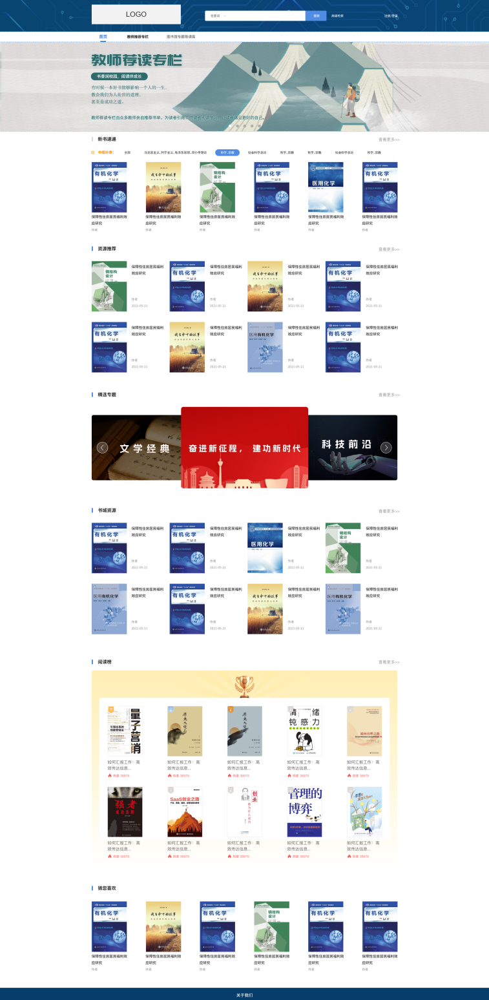 LOGO
任意词
搜索
高级检索
注册/登录
首页
教师推荐专栏
图书馆专题荐读库
教师荐读专栏
书香润校园，阅读伴成长
有时候一本好书能够影响一个人的一生，
教会我们为人处世的道理，
甚至是成功之道。
新书速递
查看更多>>
中图分类：
全部
马克思主义、列宁主义、毛泽东思想、邓小平理论
哲学、宗教
社会科学总论
哲学、宗教
哲学、宗教
社会科学总论
哲学、宗教
有机化学
我生命中的故事
钢结构
设计
有机化学
医用化学
有机化学
保障性住房居民福利效
应研究
作者
保障性住房居民福利效
应研究
作者
保障性住房居民福利效
应研究
作者
保障性住房居民福利效
应研究
作者
保障性住房居民福利效
应研究
作者
保障性住房居民福利效
应研究
作者
资源推荐
查看更多>>
钢结构
设计
保障性住房居民福利
效应研究
作者
2021-05-21
有机化学
保障性住房居民福利
效应研究
作者
2021-05-21
我生命中的故事
保障性住房居民福利
效应研究
作者
2021-05-21
有机化学
保障性住房居民福利
效应研究
作者
2021-05-21
有机化学
保障性住房居民福利
效应研究
作者
2021-05-21
我生命中的故事
保障性住房居民福利
效应研究
作者
2021-05-21
医用有机化学
保障性住房居民福利
效应研究
作者
2021-05-21
有机化学
保障性住房居民福利
效应研究
作者
2021-05-21
精选专题
查看更多>>
文学经典
奋进新征程， 建功新时代
科技前沿
书城资源
查看更多>>
有机化学
保障性住房居民福利
效应研究
作者
2021-05-21
有机化学
保障性住房居民福利
效应研究
作者
2021-05-21
医用化学
保障性住房居民福利
效应研究
作者
2021-05-21
钢结构
设计
保障性住房居民福利
效应研究
作者
2021-05-21
医用有机化学
保障性住房居民福利
效应研究
作者
2021-05-21
有机化学
保障性住房居民福利
效应研究
作者
2021-05-21
我生命中的故事
保障性住房居民福利
效应研究
作者
2021-05-21
医用有机化学
保障性住房居民福利
效应研究
作者
2021-05-21
阅读榜
查看更多>>
量子营销
情绪
钝感力
如何汇报工作：高
效传达信息...
热度 38979
如何汇报工作：高
效传达信息...
热度 38979
如何汇报工作：高
效传达信息...
热度 38979
如何汇报工作：高
效传达信息...
热度 38979
如何汇报工作：高
效传达信息...
热度 38979
强者
SaaS创业之路
创业
管理的
博弈
如何汇报工作：高
效传达信息...
热度 38979
如何汇报工作：高
效传达信息...
热度 38979
如何汇报工作：高
效传达信息...
热度 38979
如何汇报工作：高
效传达信息...
热度 38979
如何汇报工作：高
效传达信息...
热度 38979
猜您喜欢
有机化学
我生命中的故事
有机化学
钢结构
设计
有机化学
有机化学
保障性住房居民福利效
应研究
作者
保障性住房居民福利效
应研究
作者
保障性住房居民福利效
应研究
作者
保障性住房居民福利效
应研究
作者
保障性住房居民福利效
应研究
作者
保障性住房居民福利效
应研究
作者
关于我们